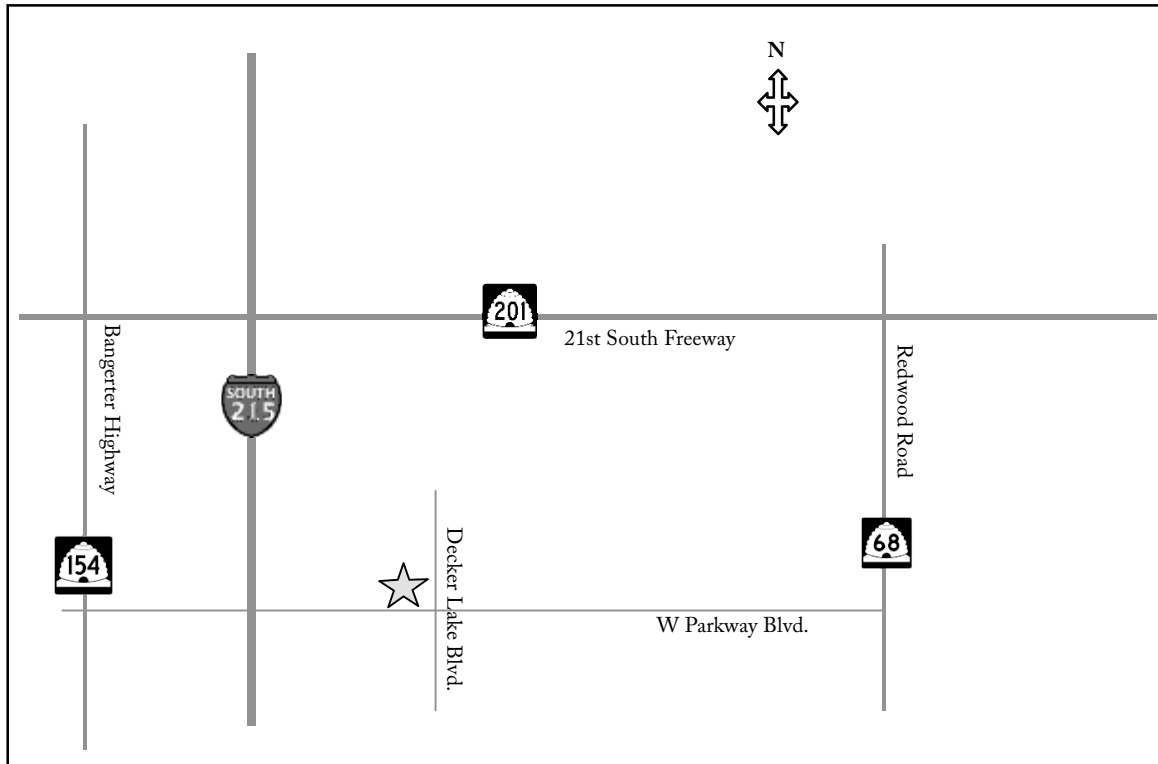 N
201
21st South Freeway
Bangerter Highway
SOUTH
215
Redwood Road
154
Decker Lake Blvd.
68
W Parkway Blvd.